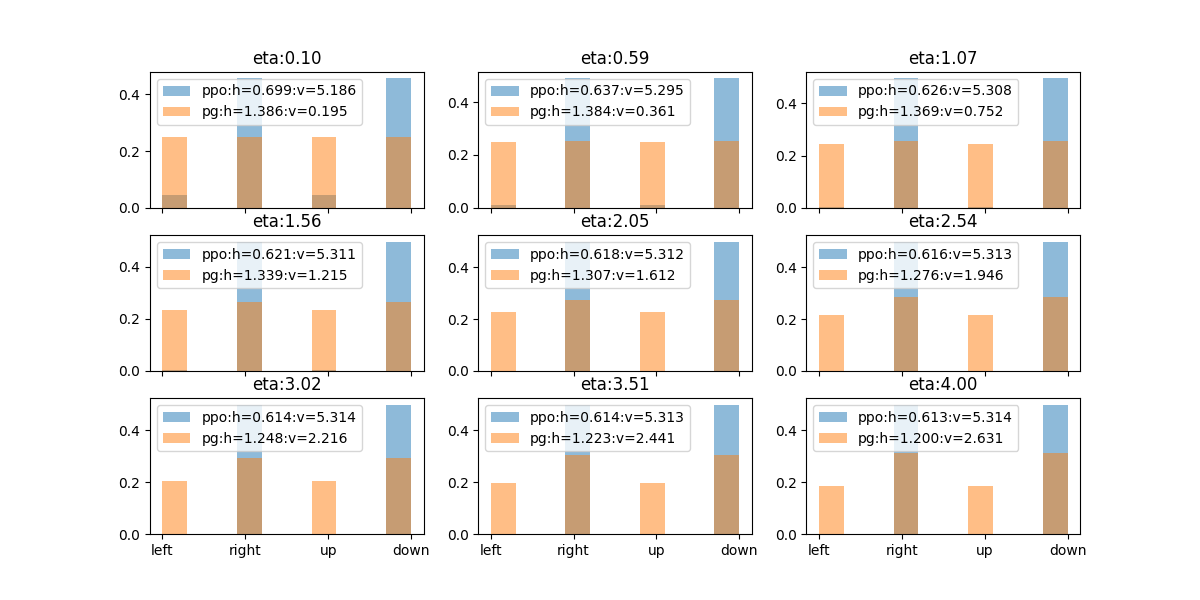 eta:0.10
0.4
0.2
0.0
ppo:h=0.699:v=5.186
pg:h=1.386:v=0.195
eta:0.59
0.4
0.2
0.0
ppo:h=0.637:v=5.295
pg:h=1.384:v=0.361
eta:1.07
0.4
0.2
0.0
ppo:h=0.626:v=5.308
pg:h=1.369:v=0.752
eta:1.56
0.4
0.2
0.0
ppo:h=0.621:v=5.311
pg:h=1.339:v=1.215
eta:2.05
0.4
0.2
0.0
ppo:h=0.618:v=5.312
pg:h=1.307:v=1.612
eta:2.54
0.4
0.2
0.0
ppo:h=0.616:v=5.313
pg:h=1.276:v=1.946
eta:3.02
0.4
0.2
0.0
ppo:h=0.614:v=5.314
pg:h=1.248:v=2.216
left right up down
eta:3.51
0.4
0.2
0.0
ppo:h=0.614:v=5.313
pg:h=1.223:v=2.441
left right up down
eta:4.00
0.4
0.2
0.0
ppo:h=0.613:v=5.314
pg:h=1.200:v=2.631
left right up down